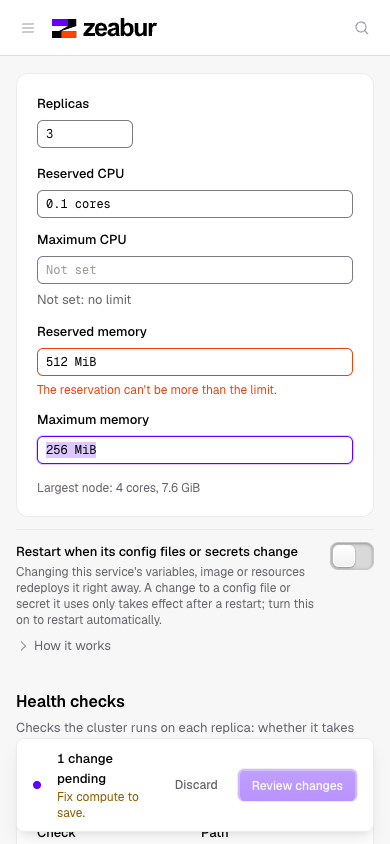 zeabur
Replicas
3
Reserved CPU
0.1 cores
Maximum CPU
Not set
Not set: no limit
Reserved memory
512 MiB
The reservation can't be more than the limit.
Maximum memory
256 MiB
Largest node: 4 cores, 7.6 GiB
Restart when its config files or secrets change
Changing this service's variables, image or resources
redeploys it right away. A change to a config file or
secret it uses only takes effect after a restart; turn this
on to restart automatically.
How it works
Health checks
Checks the cluster runs on each replica: whether it takes
1 change
pending
Fix compute to
save.
Discard
Review changes
Check
Path